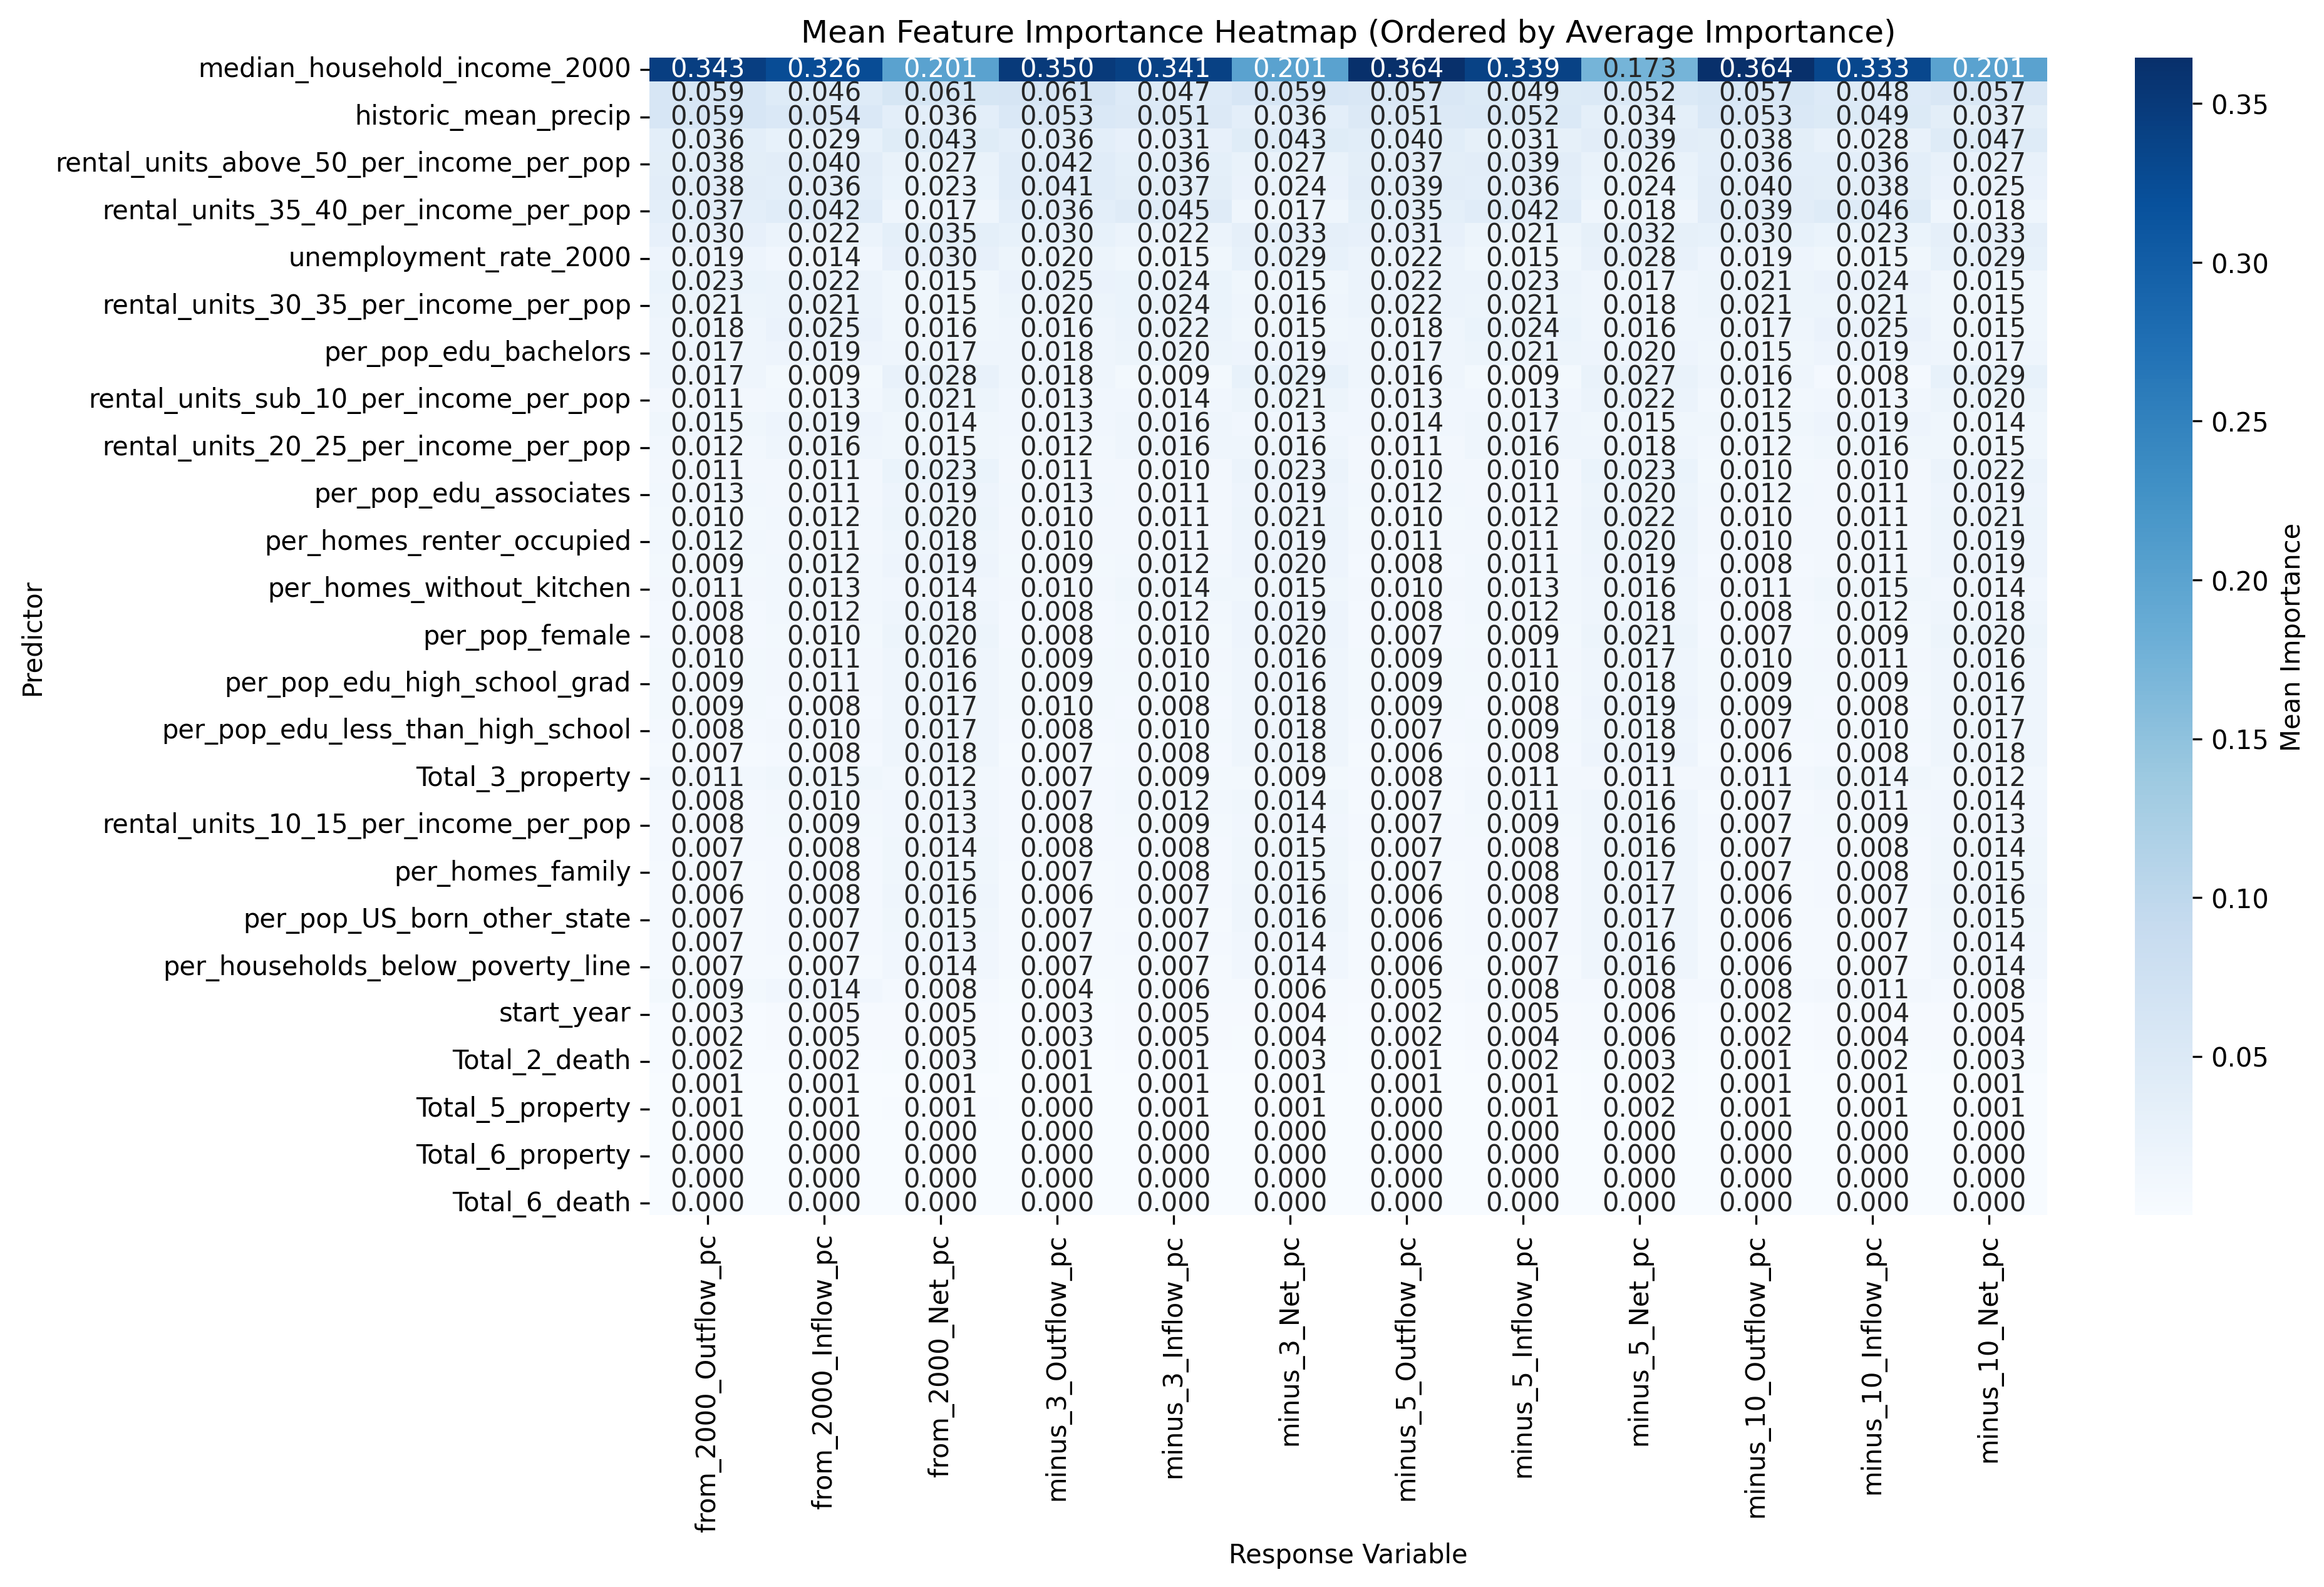 Mean Feature Importance Heatmap (Ordered by Average Importance)
median_household_income_2000 0.343 0.326 0.201 0.350 0.341 0.201 0.364 0.339 0.173 0.364 0.333 0.201
0.059 0.046 0.061 0.061 0.047 0.059 0.057 0.049 0.052 0.057 0.048 0.057
historic_mean_precip 0.059 0.054 0.036 0.053 0.051 0.036 0.051 0.052 0.034 0.053 0.049 0.037
0.036 0.029 0.043 0.036 0.031 0.043 0.040 0.031 0.039 0.038 0.028 0.047
rental_units_above_50_per_income_per_pop 0.038 0.040 0.027 0.042 0.036 0.027 0.037 0.039 0.026 0.036 0.036 0.027
0.038 0.036 0.023 0.041 0.037 0.024 0.039 0.036 0.024 0.040 0.038 0.025
rental_units_35_40_per_income_per_pop 0.037 0.042 0.017 0.036 0.045 0.017 0.035 0.042 0.018 0.039 0.046 0.018
0.030 0.022 0.035 0.030 0.022 0.033 0.031 0.021 0.032 0.030 0.023 0.033
unemployment_rate_2000 0.019 0.014 0.030 0.020 0.015 0.029 0.022 0.015 0.028 0.019 0.015 0.029
0.023 0.022 0.015 0.025 0.024 0.015 0.022 0.023 0.017 0.021 0.024 0.015
rental_units_30_35_per_income_per_pop 0.021 0.021 0.015 0.020 0.024 0.016 0.022 0.021 0.018 0.021 0.021 0.015
0.018 0.025 0.016 0.016 0.022 0.015 0.018 0.024 0.016 0.017 0.025 0.015
per_pop_edu_bachelors 0.017 0.019 0.017 0.018 0.020 0.019 0.017 0.021 0.020 0.015 0.019 0.017
0.017 0.009 0.028 0.018 0.009 0.029 0.016 0.009 0.027 0.016 0.008 0.029
rental_units_sub_10_per_income_per_pop 0.011 0.013 0.021 0.013 0.014 0.021 0.013 0.013 0.022 0.012 0.013 0.020
0.015 0.019 0.014 0.013 0.016 0.013 0.014 0.017 0.015 0.015 0.019 0.014
rental_units_20_25_per_income_per_pop 0.012 0.016 0.015 0.012 0.016 0.016 0.011 0.016 0.018 0.012 0.016 0.015
0.011 0.011 0.023 0.011 0.010 0.023 0.010 0.010 0.023 0.010 0.010 0.022
per_pop_edu_associates 0.013 0.011 0.019 0.013 0.011 0.019 0.012 0.011 0.020 0.012 0.011 0.019
0.010 0.012 0.020 0.010 0.011 0.021 0.010 0.012 0.022 0.010 0.011 0.021
per_homes_renter_occupied 0.012 0.011 0.018 0.010 0.011 0.019 0.011 0.011 0.020 0.010 0.011 0.019
0.009 0.012 0.019 0.009 0.012 0.020 0.008 0.011 0.019 0.008 0.011 0.019
per_homes_without_kitchen 0.011 0.013 0.014 0.010 0.014 0.015 0.010 0.013 0.016 0.011 0.015 0.014
0.008 0.012 0.018 0.008 0.012 0.019 0.008 0.012 0.018 0.008 0.012 0.018
per_pop_female 0.008 0.010 0.020 0.008 0.010 0.020 0.007 0.009 0.021 0.007 0.009 0.020
0.010 0.011 0.016 0.009 0.010 0.016 0.009 0.011 0.017 0.010 0.011 0.016
per_pop_edu_high_school_grad 0.009 0.011 0.016 0.009 0.010 0.016 0.009 0.010 0.018 0.009 0.009 0.016
0.009 0.008 0.017 0.010 0.008 0.018 0.009 0.008 0.019 0.009 0.008 0.017
per_pop_edu_less_than_high_school 0.008 0.010 0.017 0.008 0.010 0.018 0.007 0.009 0.018 0.007 0.010 0.017
0.007 0.008 0.018 0.007 0.008 0.018 0.006 0.008 0.019 0.006 0.008 0.018
Total_3_property 0.011 0.015 0.012 0.007 0.009 0.009 0.008 0.011 0.011 0.011 0.014 0.012
0.008 0.010 0.013 0.007 0.012 0.014 0.007 0.011 0.016 0.007 0.011 0.014
rental_units_10_15_per_income_per_pop 0.008 0.009 0.013 0.008 0.009 0.014 0.007 0.009 0.016 0.007 0.009 0.013
0.007 0.008 0.014 0.008 0.008 0.015 0.007 0.008 0.016 0.007 0.008 0.014
per_homes_family 0.007 0.008 0.015 0.007 0.008 0.015 0.007 0.008 0.017 0.007 0.008 0.015
0.006 0.008 0.016 0.006 0.007 0.016 0.006 0.008 0.017 0.006 0.007 0.016
per_pop_US_born_other_state 0.007 0.007 0.015 0.007 0.007 0.016 0.006 0.007 0.017 0.006 0.007 0.015
0.007 0.007 0.013 0.007 0.007 0.014 0.006 0.007 0.016 0.006 0.007 0.014
per_households_below_poverty_line 0.007 0.007 0.014 0.007 0.007 0.014 0.006 0.007 0.016 0.006 0.007 0.014
0.009 0.014 0.008 0.004 0.006 0.006 0.005 0.008 0.008 0.008 0.011 0.008
start_year 0.003 0.005 0.005 0.003 0.005 0.004 0.002 0.005 0.006 0.002 0.004 0.005
0.002 0.005 0.005 0.003 0.005 0.004 0.002 0.004 0.006 0.002 0.004 0.004
Total_2_death 0.002 0.002 0.003 0.001 0.001 0.003 0.001 0.002 0.003 0.001 0.002 0.003
0.001 0.001 0.001 0.001 0.001 0.001 0.001 0.001 0.002 0.001 0.001 0.001
Total_5_property 0.001 0.001 0.001 0.000 0.001 0.001 0.000 0.001 0.002 0.001 0.001 0.001
0.000 0.000 0.000 0.000 0.000 0.000 0.000 0.000 0.000 0.000 0.000 0.000
Total_6_property 0.000 0.000 0.000 0.000 0.000 0.000 0.000 0.000 0.000 0.000 0.000 0.000
0.000 0.000 0.000 0.000 0.000 0.000 0.000 0.000 0.000 0.000 0.000 0.000
Total_6_death 0.000 0.000 0.000 0.000 0.000 0.000 0.000 0.000 0.000 0.000 0.000 0.000
Predictor
from_2000_Outflow_pc
from_2000_Inflow_pc
from_2000_Net_pc
minus_3_Outflow_pc
minus_3_Inflow_pc
minus_3_Net_pc
minus_5_Outflow_pc
minus_5_Inflow_pc
minus_5_Net_pc
minus_10_Outflow_pc
minus_10_Inflow_pc
minus_10_Net_pc
Response Variable
0.35
0.30
0.25
0.20
0.15
0.10
0.05
Mean Importance